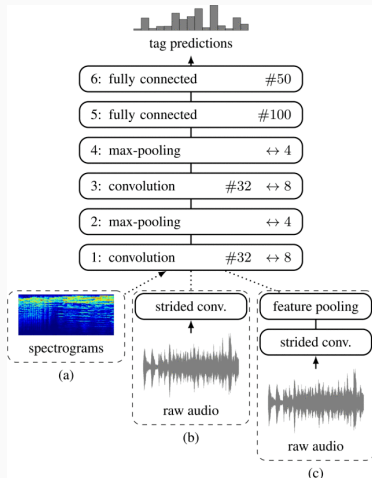 tag predictions
6: fully connected #50
5: fully connected #100
4: max-pooling ↔ 4
3: convolution #32 ↔ 8
2: max-pooling ↔ 4
1: convolution #32 ↔ 8
spectrograms
(a)
strided conv.
raw audio
(b)
feature pooling
strided conv.
raw audio
(c)